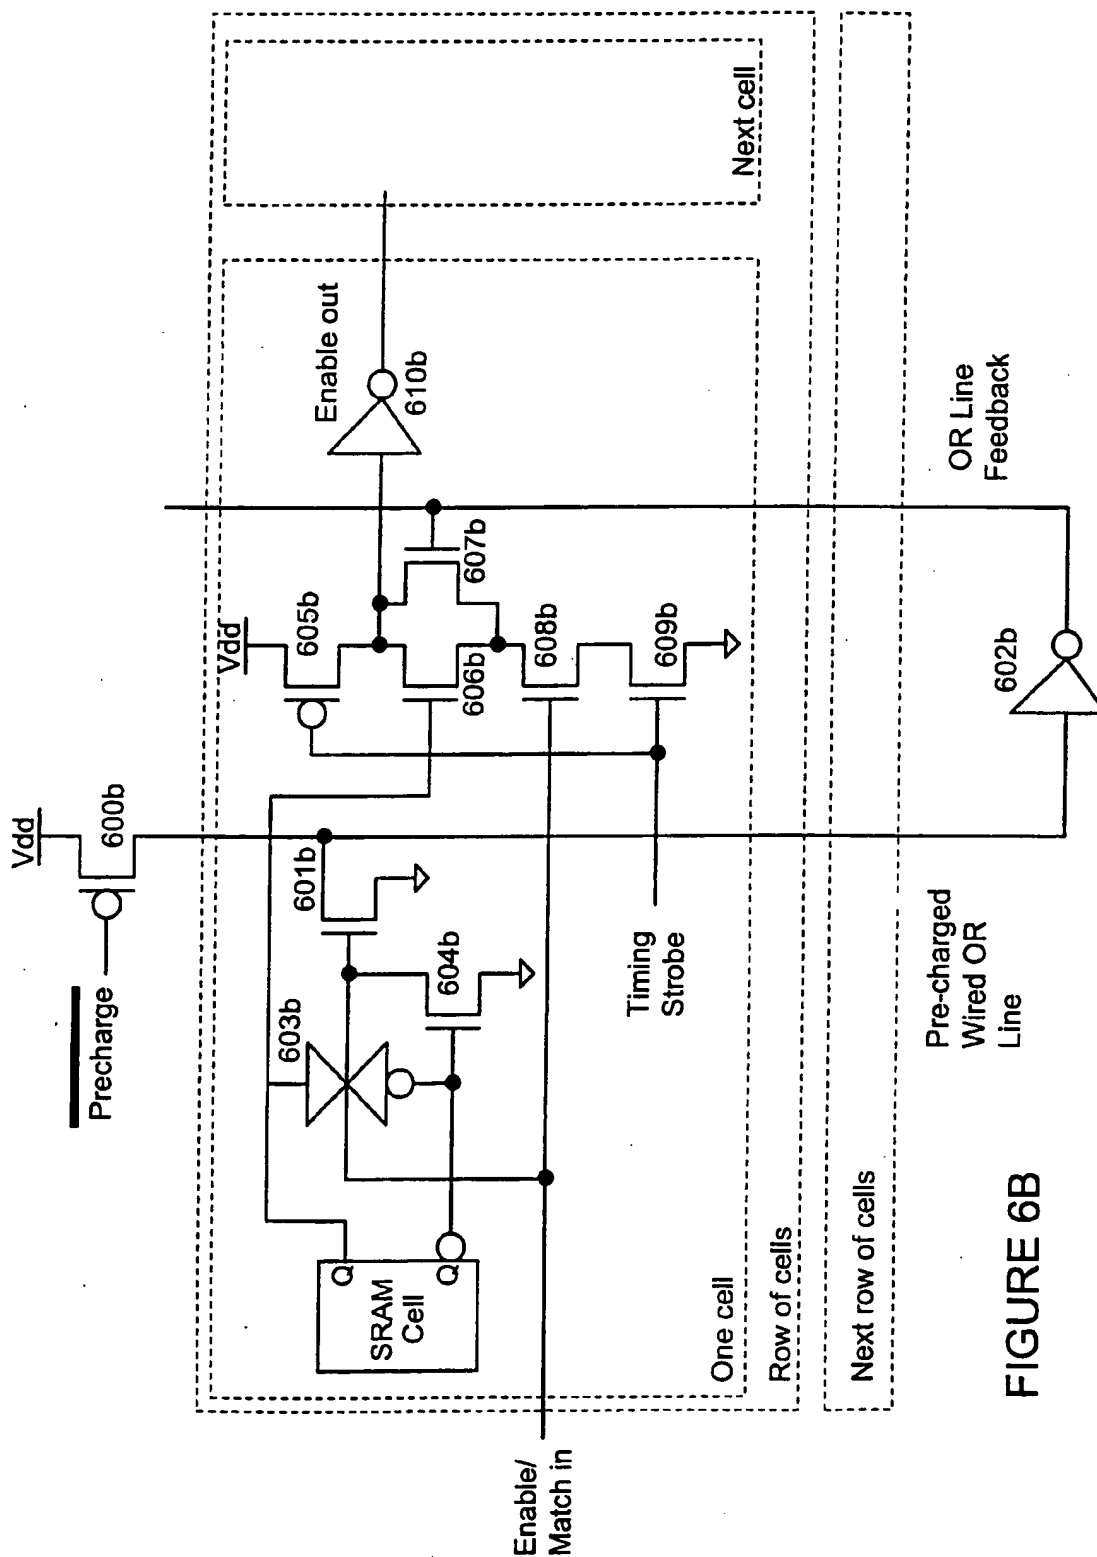 Precharge
Vdd
600b
Vdd
605b
Enable out
610b
603b
601b
604b
606b
607b
608b
609b
Q
Q
SRAM
Cell
Enable/
Match in
Timing
Strobe
One cell
Next cell
Row of cells
Next row of cells
Pre-charged
Wired OR
Line
602b
OR Line
Feedback
FIGURE 6B